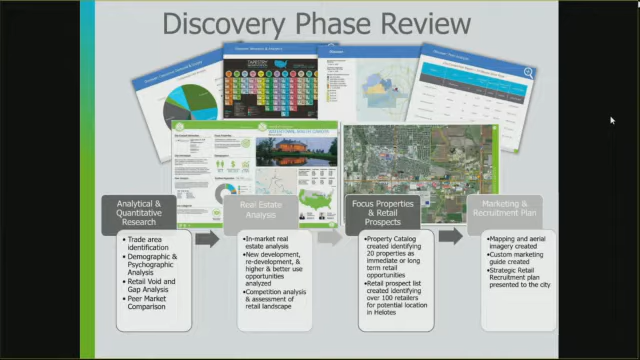 Discovery Phase Review
TAPESTRY
Analytical &
Quantitative
Research
Real Estate
Analysis
Focus Properties
& Retail
Prospects
Marketing &
Recruitment Plan
• Trade area
identification
• Demographic &
Psychographic
Analysis
• Retail Void and
Gap Analysis
• Peer Market
Comparison
•In-market real
estate analysis
•New development,
re-development, &
higher & better use
opportunities
analyzed
•Competition analysis
& assessment of
retail landscape
•Property Catalog
created identifying
20 properties as
immediate or long
term retail
opportunities
•Retail prospect list
created identifying
over 100 retailers
for potential location
in Helotes
•Mapping and aerial
imagery created
•Custom marketing
guide created
•Strategic Retail
Recruitment plan
presented to the city